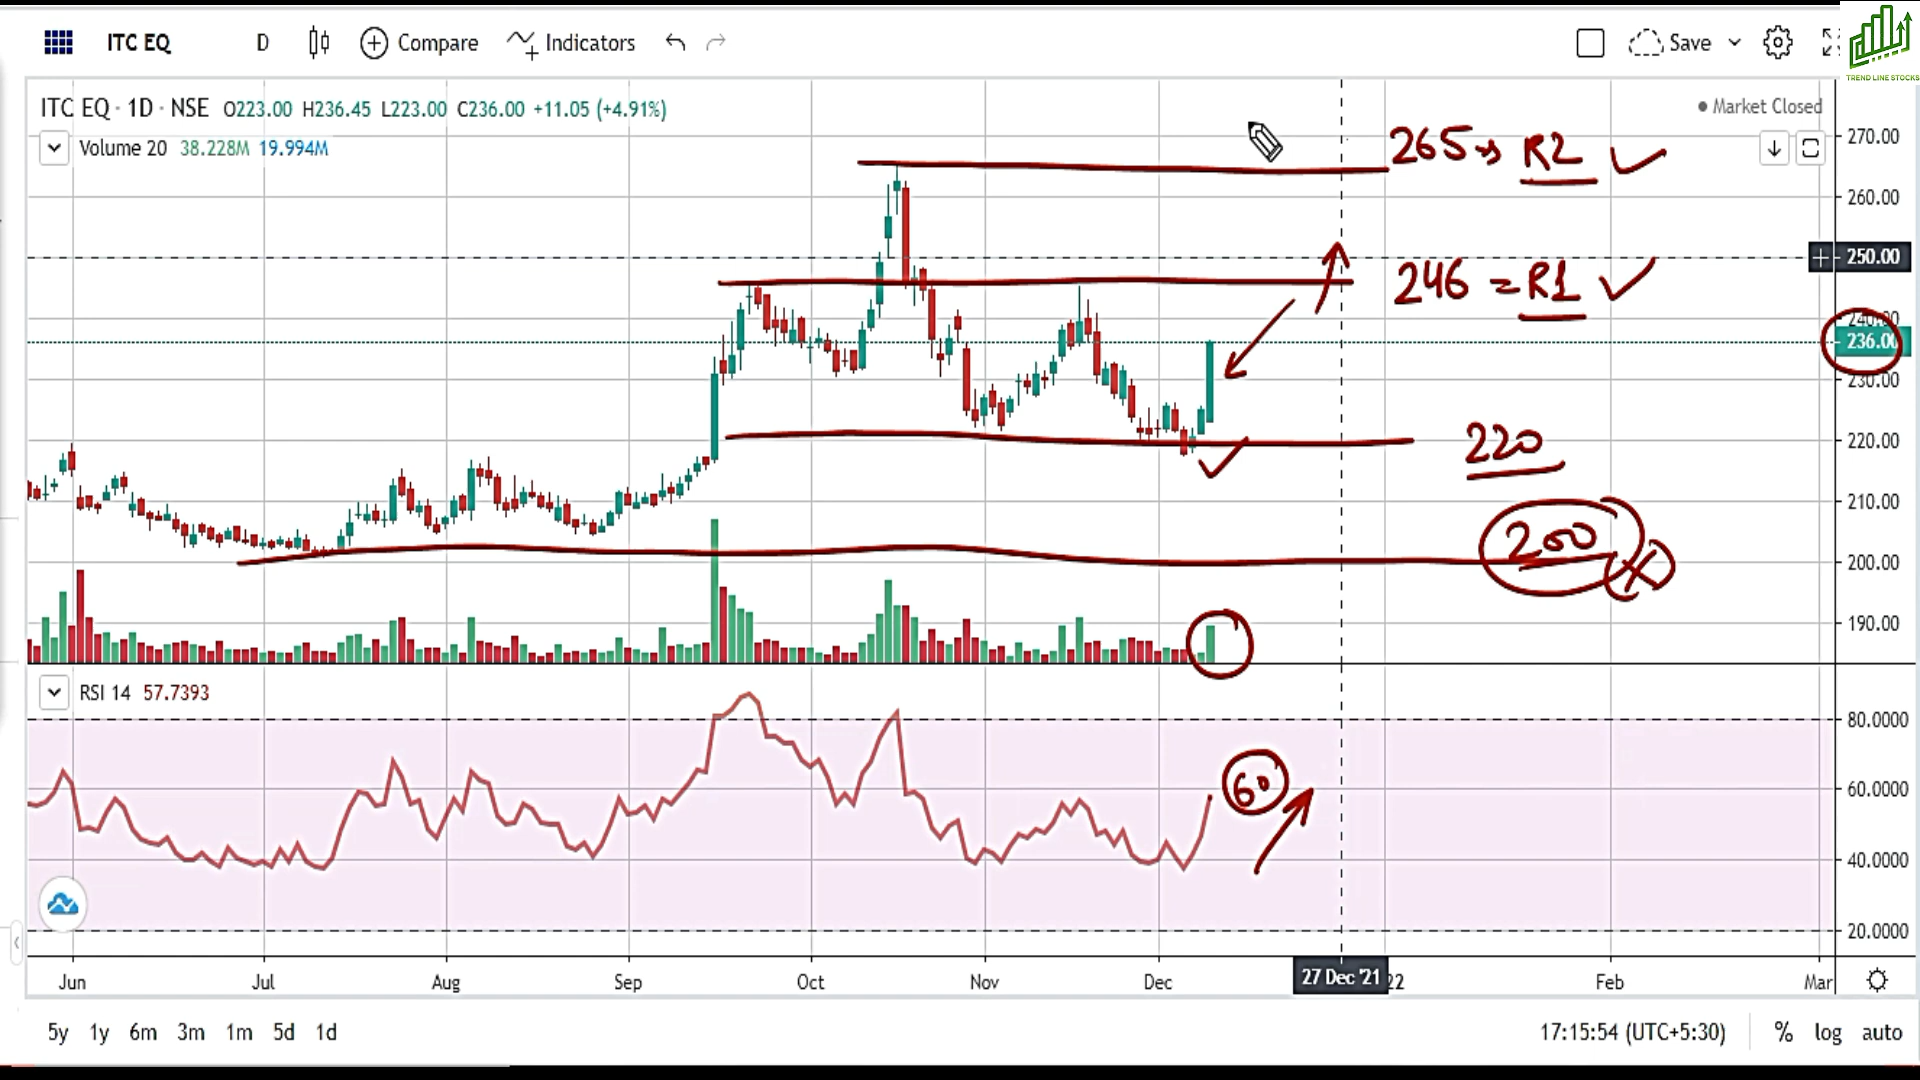 ITC EQ D Compare Indicators Save
TREND LINE STOCKS
ITC EQ · 1D · NSE O223.00 H236.45 L223.00 C236.00 +11.05 (+4.91%)
Market Closed
Volume 20 38.228M 19.994M
270.00
265 → R2
260.00
250.00
246 = R1
240.00
236.00
230.00
220
220.00
210.00
200
200.00
190.00
RSI 14 57.7393
80.0000
60
60.0000
40.0000
20.0000
Jun Jul Aug Sep Oct Nov Dec 27 Dec '21 22 Feb Mar
5y 1y 6m 3m 1m 5d 1d 17:15:54 (UTC+5:30) % log auto